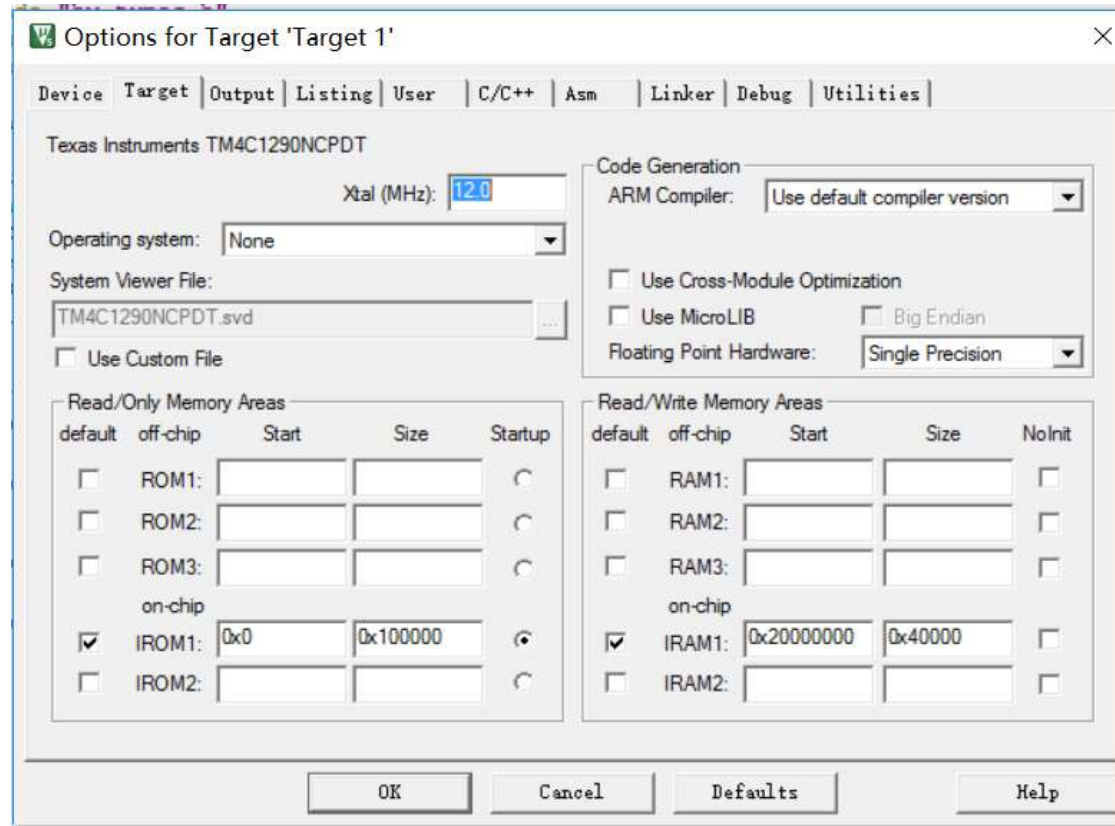 Options for Target 'Target 1'
Device Target Output Listing User C/C++ Asm Linker Debug Utilities
Texas Instruments TM4C1290NCPDT
Xtal (MHz): 12.0
Operating system: None
System Viewer File:
TM4C1290NCPDT.svd ...
Use Custom File
Code Generation
ARM Compiler: Use default compiler version
Use Cross-Module Optimization
Use MicroLIB Big Endian
Floating Point Hardware: Single Precision
Read/Only Memory Areas
default off-chip Start Size Startup
ROM1:
ROM2:
ROM3:
on-chip
IROM1: 0x0 0x100000
IROM2:
Read/Write Memory Areas
default off-chip Start Size NoInit
RAM1:
RAM2:
RAM3:
on-chip
IRAM1: 0x20000000 0x40000
IRAM2:
OK Cancel Defaults Help